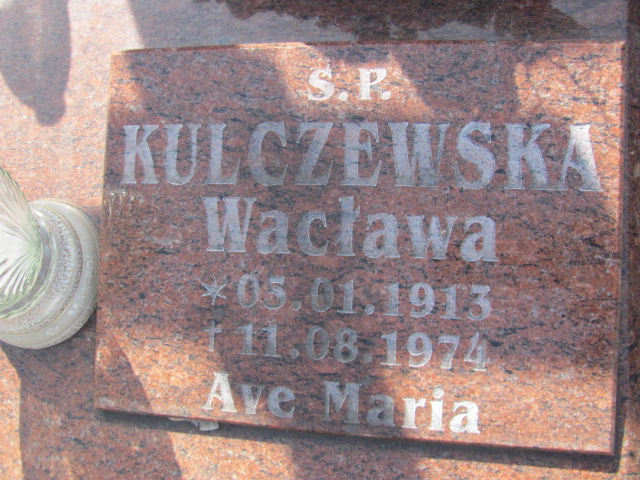 Ś.P.
KULCZEWSKA
Wacława
* 05.01.1913
† 11.08.1974
Ave Maria